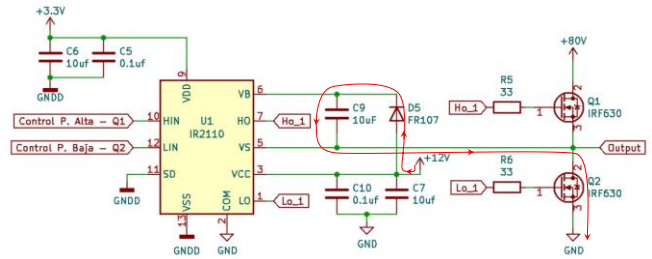 +3.3V
C6
10uf
C5
0.1uf
GNDD
9
VDD
Control P. Alta - Q1
10
HIN
Control P. Baja - Q2
12
LIN
11
SD
GNDD
U1
IR2110
VB
6
HO
7
Ho_1
VS
5
VCC
3
LO
1
Lo_1
VSS
13
GNDD
COM
2
GND
C9
10uF
D5
FR107
+12V
C10
0.1uf
C7
10uf
GND
+80V
R5
33
Ho_1
1
2
Q1
IRF630
3
Output
R6
33
Lo_1
1
2
Q2
IRF630
3
GND